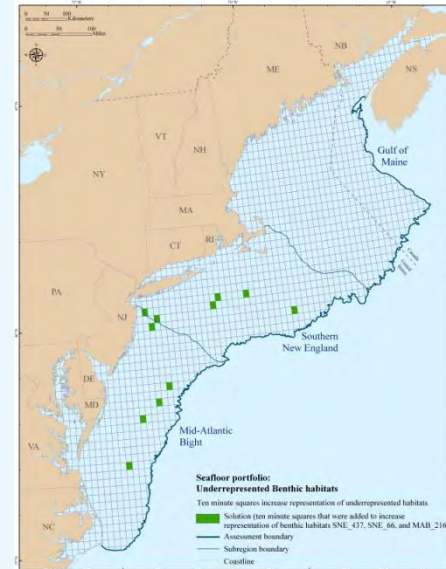 0 50 100
Kilometers
0 50 100
Miles
NB
ME
NS
VT
NH
Gulf of
Maine
NY
MA
CT
RI
PA
NJ
Southern
New England
DE
MD
Mid-Atlantic
Bight
VA
NC
Seafloor portfolio:
Underrepresented Benthic habitats
Ten minute squares increase representation of underrepresented habitats
Solution (ten minute squares that were added to increase
representation of benthic habitats SNE_437, SNE_66, and MAB_216
Assessment boundary
Subregion boundary
Coastline